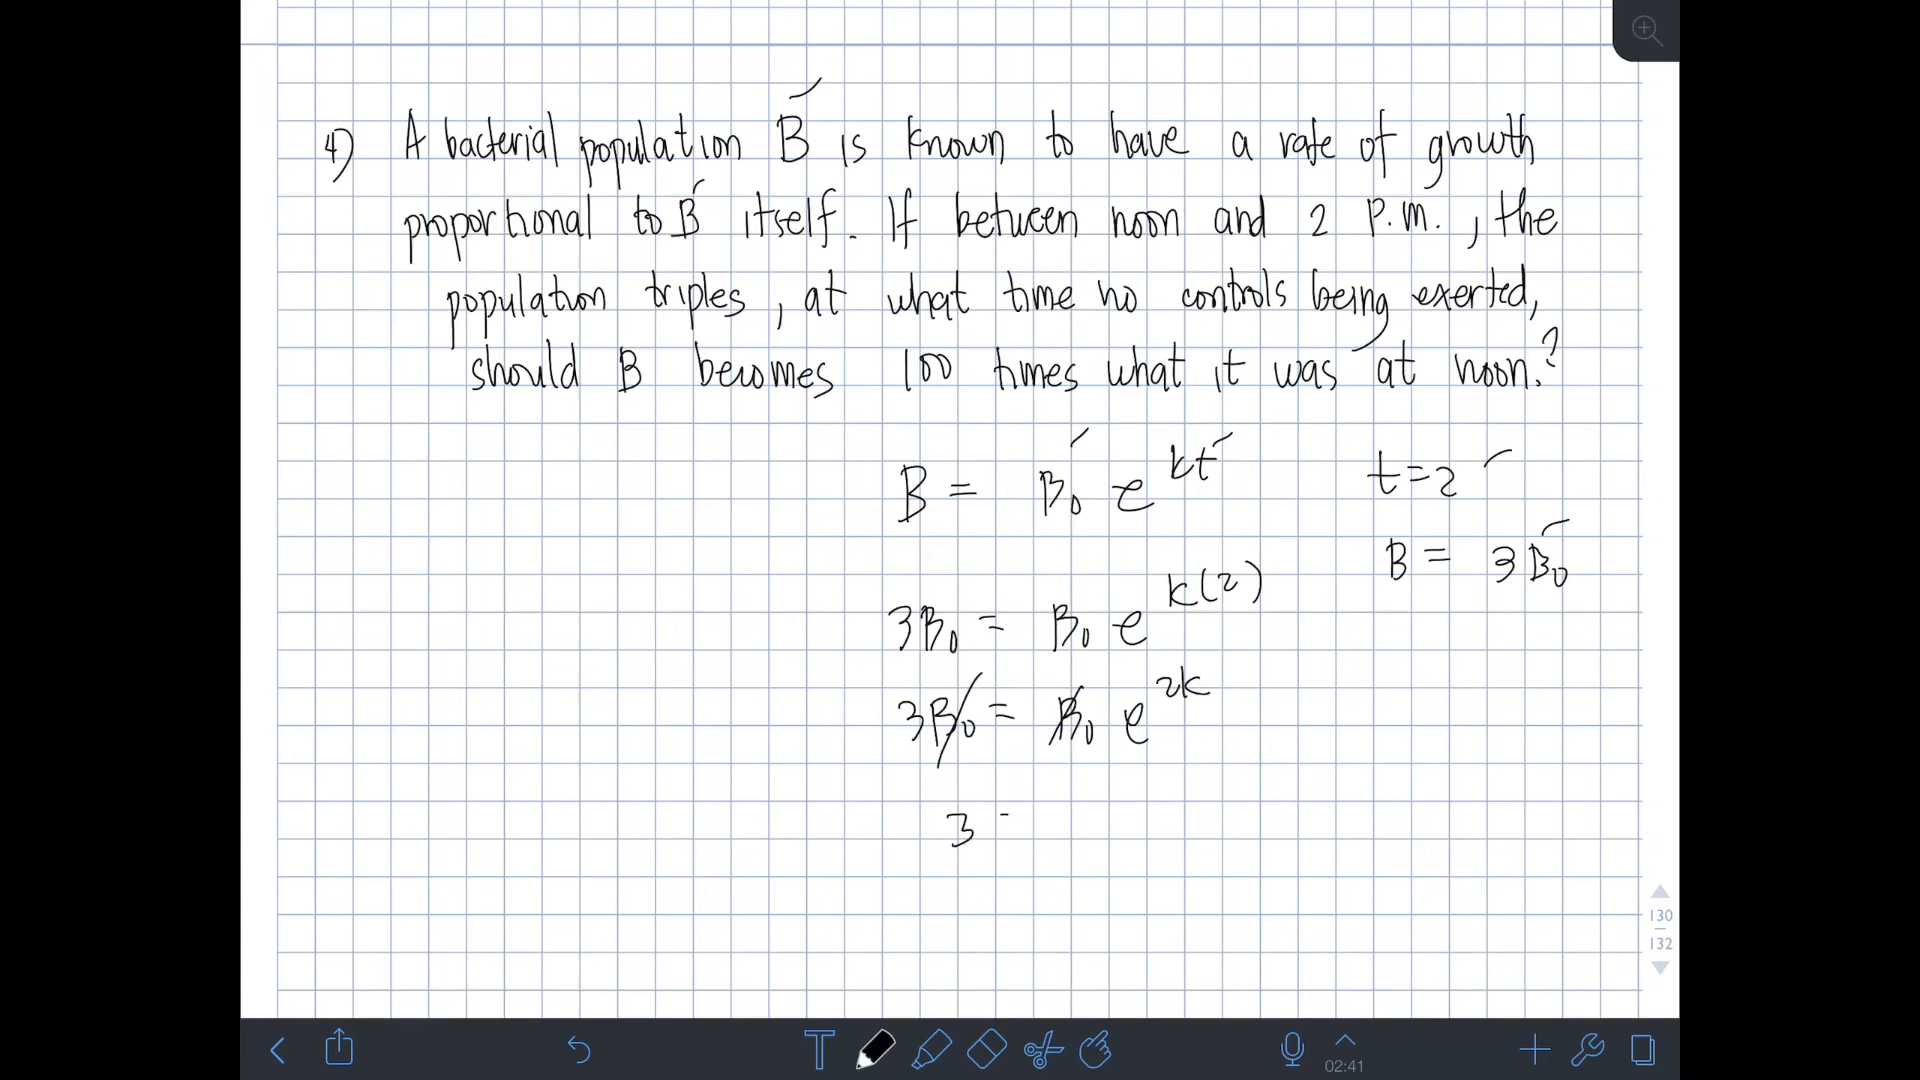 4) A bacterial population B is known to have a rate of growth
proportional to B itself. If between noon and 2 P.M., the
population triples, at what time no controls being exerted,
should B becomes 100 times what it was at noon.?
B = B₀ e^kt
t=2
B = 3B₀
3B₀ = B₀ e^k(2)
3B₀ = B₀ e^2k
3 -
130
132
T
02:41